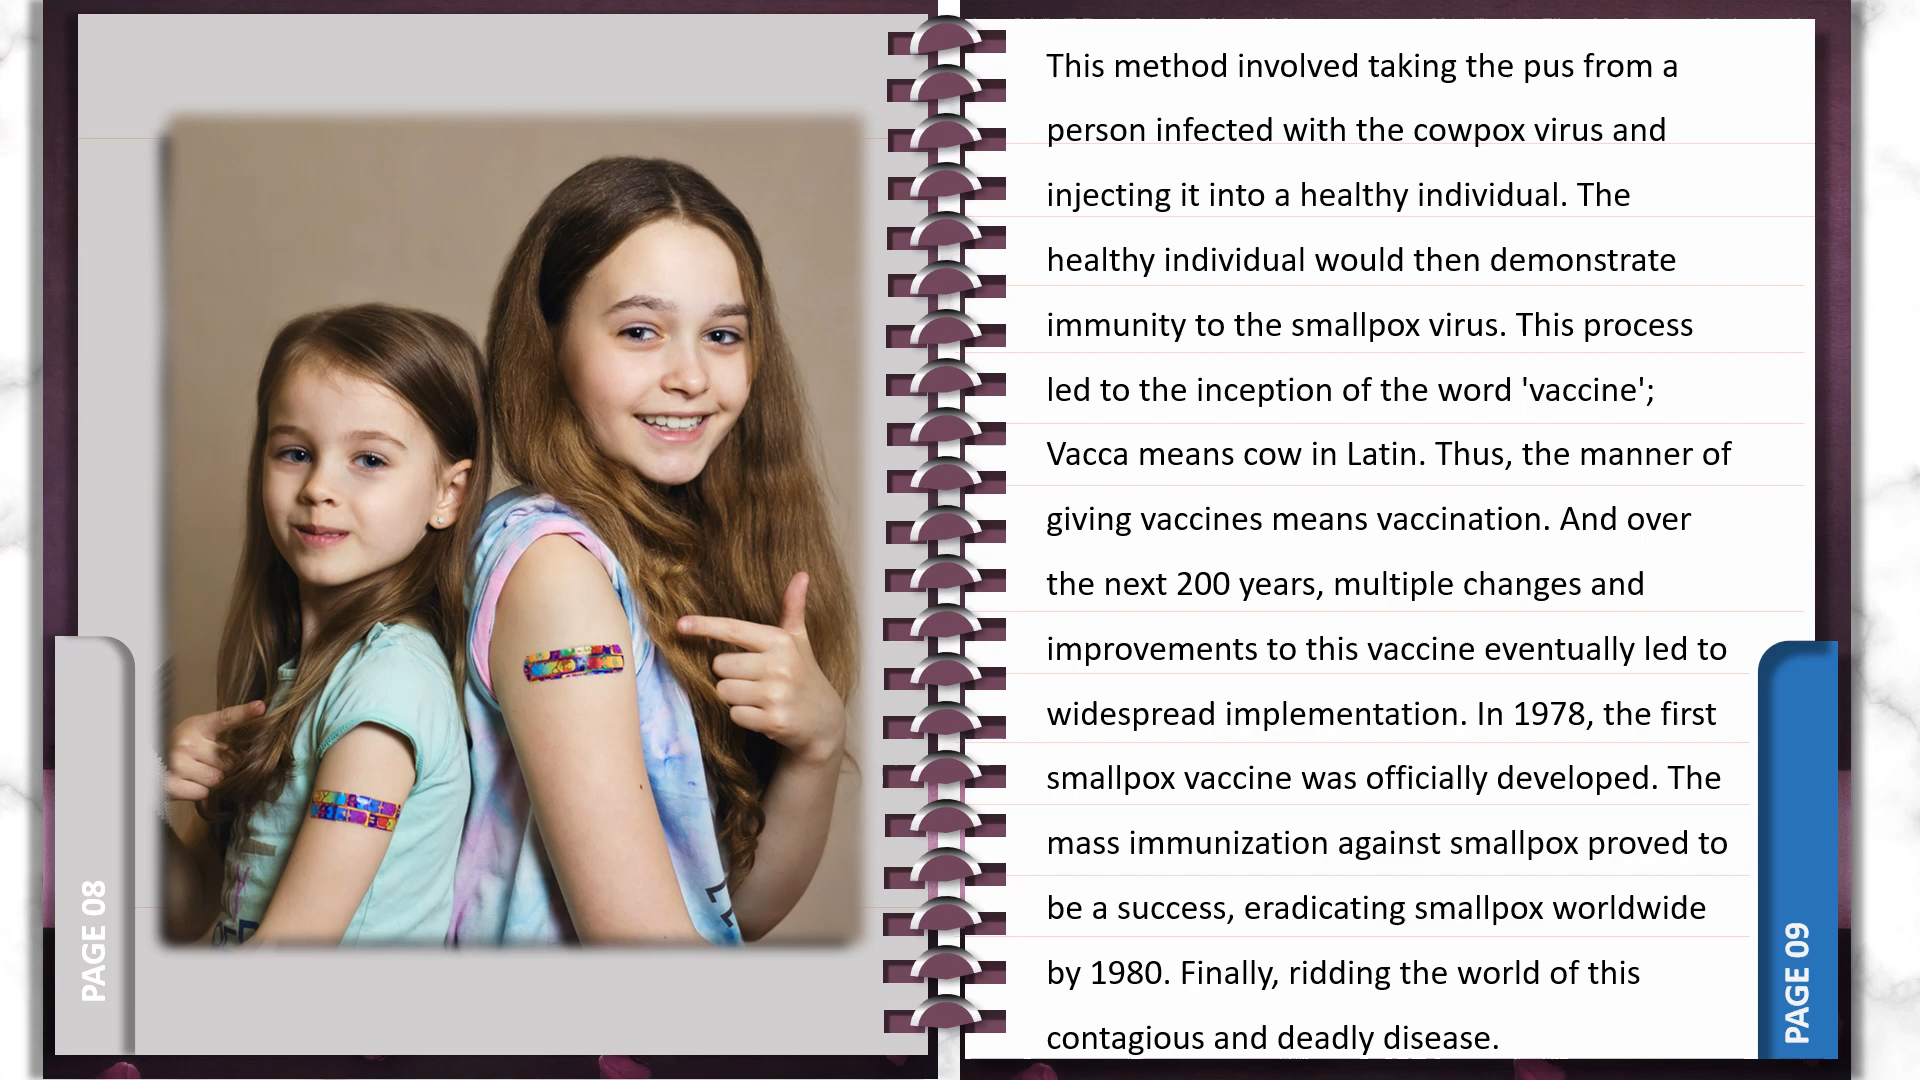 This method involved taking the pus from a
person infected with the cowpox virus and
injecting it into a healthy individual. The
healthy individual would then demonstrate
immunity to the smallpox virus. This process
led to the inception of the word 'vaccine';
Vacca means cow in Latin. Thus, the manner of
giving vaccines means vaccination. And over
the next 200 years, multiple changes and
improvements to this vaccine eventually led to
widespread implementation. In 1978, the first
smallpox vaccine was officially developed. The
mass immunization against smallpox proved to
be a success, eradicating smallpox worldwide
by 1980. Finally, ridding the world of this
contagious and deadly disease.
PAGE 08
PAGE 09